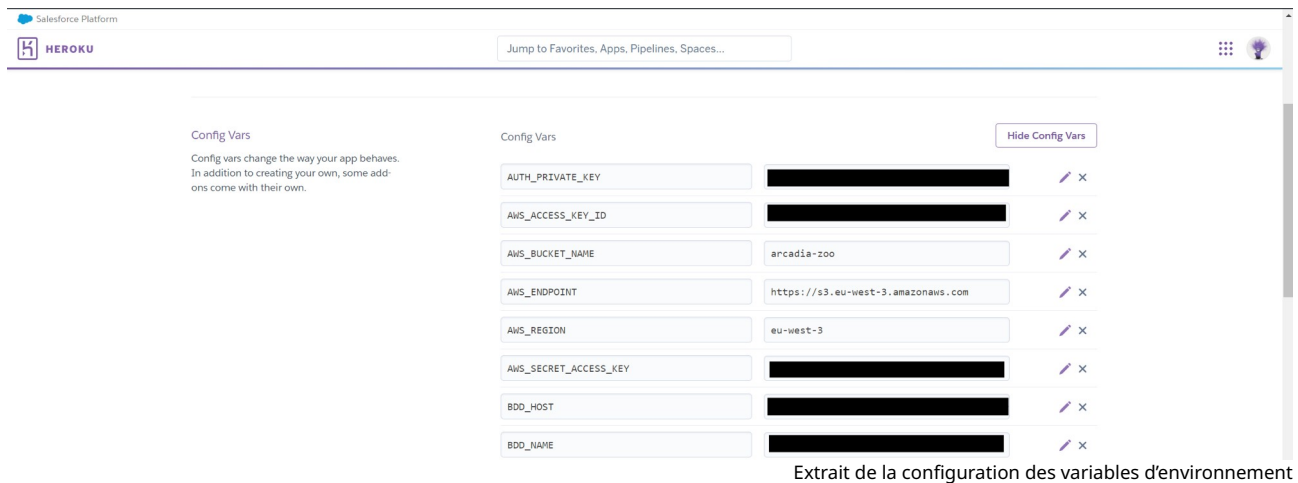 Salesforce Platform
HEROKU
Jump to Favorites, Apps, Pipelines, Spaces...
Config Vars
Config vars change the way your app behaves.
In addition to creating your own, some add-
ons come with their own.
Config Vars
Hide Config Vars
AUTH_PRIVATE_KEY
AWS_ACCESS_KEY_ID
AWS_BUCKET_NAME arcadia-zoo
AWS_ENDPOINT https://s3.eu-west-3.amazonaws.com
AWS_REGION eu-west-3
AWS_SECRET_ACCESS_KEY
BDD_HOST
BDD_NAME
Extrait de la configuration des variables d’environnement